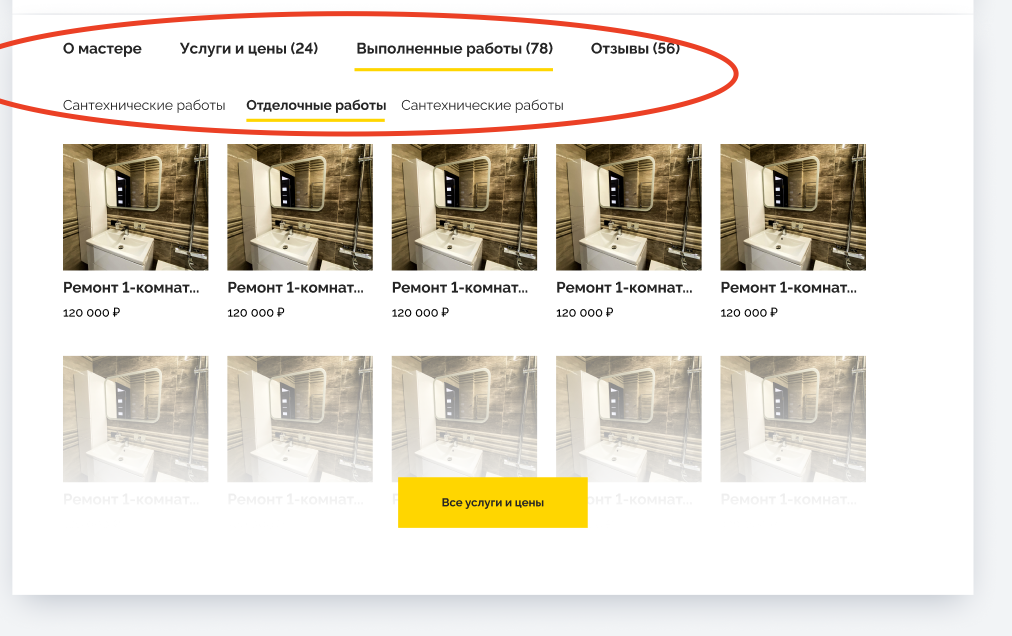 О мастере Услуги и цены (24) Выполненные работы (78) Отзывы (56)
Сантехнические работы Отделочные работы Сантехнические работы
Ремонт 1-комнат... Ремонт 1-комнат... Ремонт 1-комнат... Ремонт 1-комнат... Ремонт 1-комнат...
120 000 ₽ 120 000 ₽ 120 000 ₽ 120 000 ₽ 120 000 ₽
Ремонт 1-комнат... Ремонт 1-комнат... Ремонт 1-комнат... Ремонт 1-комнат...
Все услуги и цены